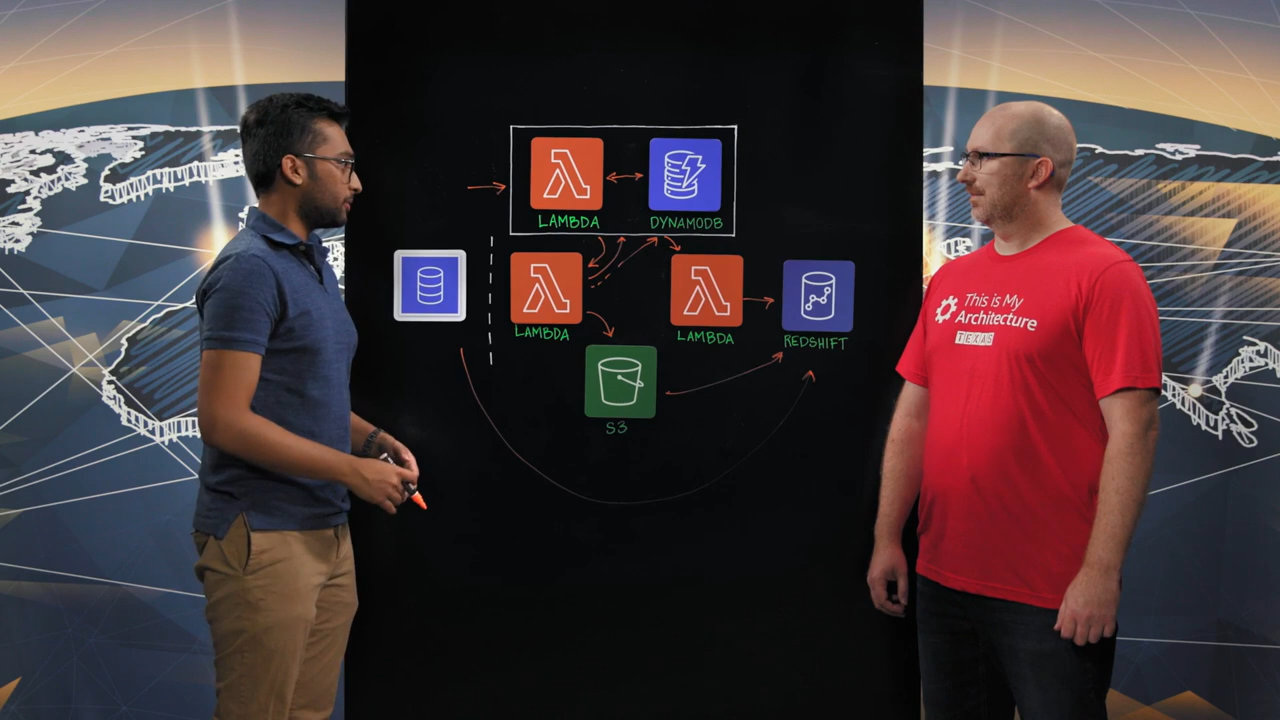 LAMBDA
DYNAMODB
LAMBDA
LAMBDA
REDSHIFT
S3
This is My
Architecture
TEXAS